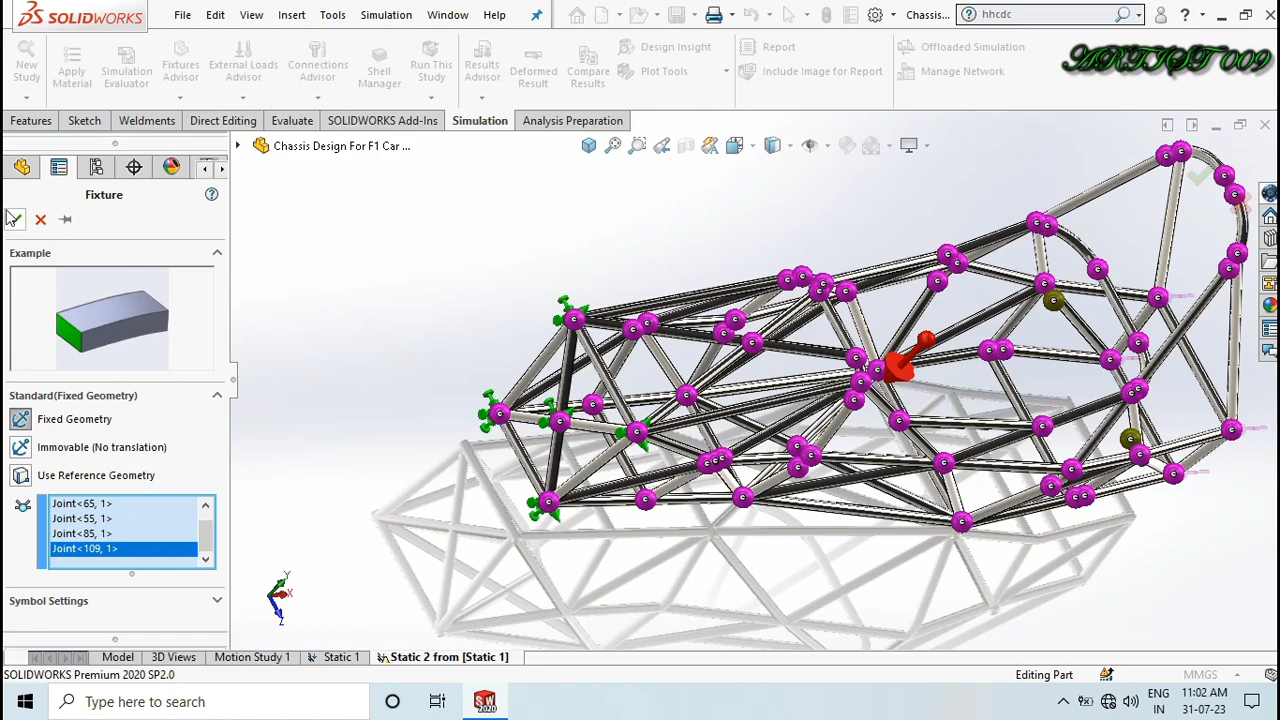 SOLIDWORKS File Edit View Insert Tools Simulation Window Help Chassis... hhcdc ?
New Study
Apply Material
Simulation Evaluator
Fixtures Advisor
External Loads Advisor
Connections Advisor
Shell Manager
Run This Study
Results Advisor
Deformed Result
Compare Results
Design Insight
Plot Tools
Report
Include Image for Report
Offloaded Simulation
Manage Network
ARTIST 009
Features Sketch Weldments Direct Editing Evaluate SOLIDWORKS Add-Ins Simulation Analysis Preparation
Chassis Design For F1 Car ...
Fixture
Example
Standard(Fixed Geometry)
Fixed Geometry
Immovable (No translation)
Use Reference Geometry
Joint<65, 1>
Joint<55, 1>
Joint<85, 1>
Joint<109, 1>
Symbol Settings
Y
X
Z
Model 3D Views Motion Study 1 Static 1 Static 2 from [Static 1]
SOLIDWORKS Premium 2020 SP2.0 Editing Part MMGS
Type here to search
SW
2020
ENG
IN
11:02 AM
31-07-23